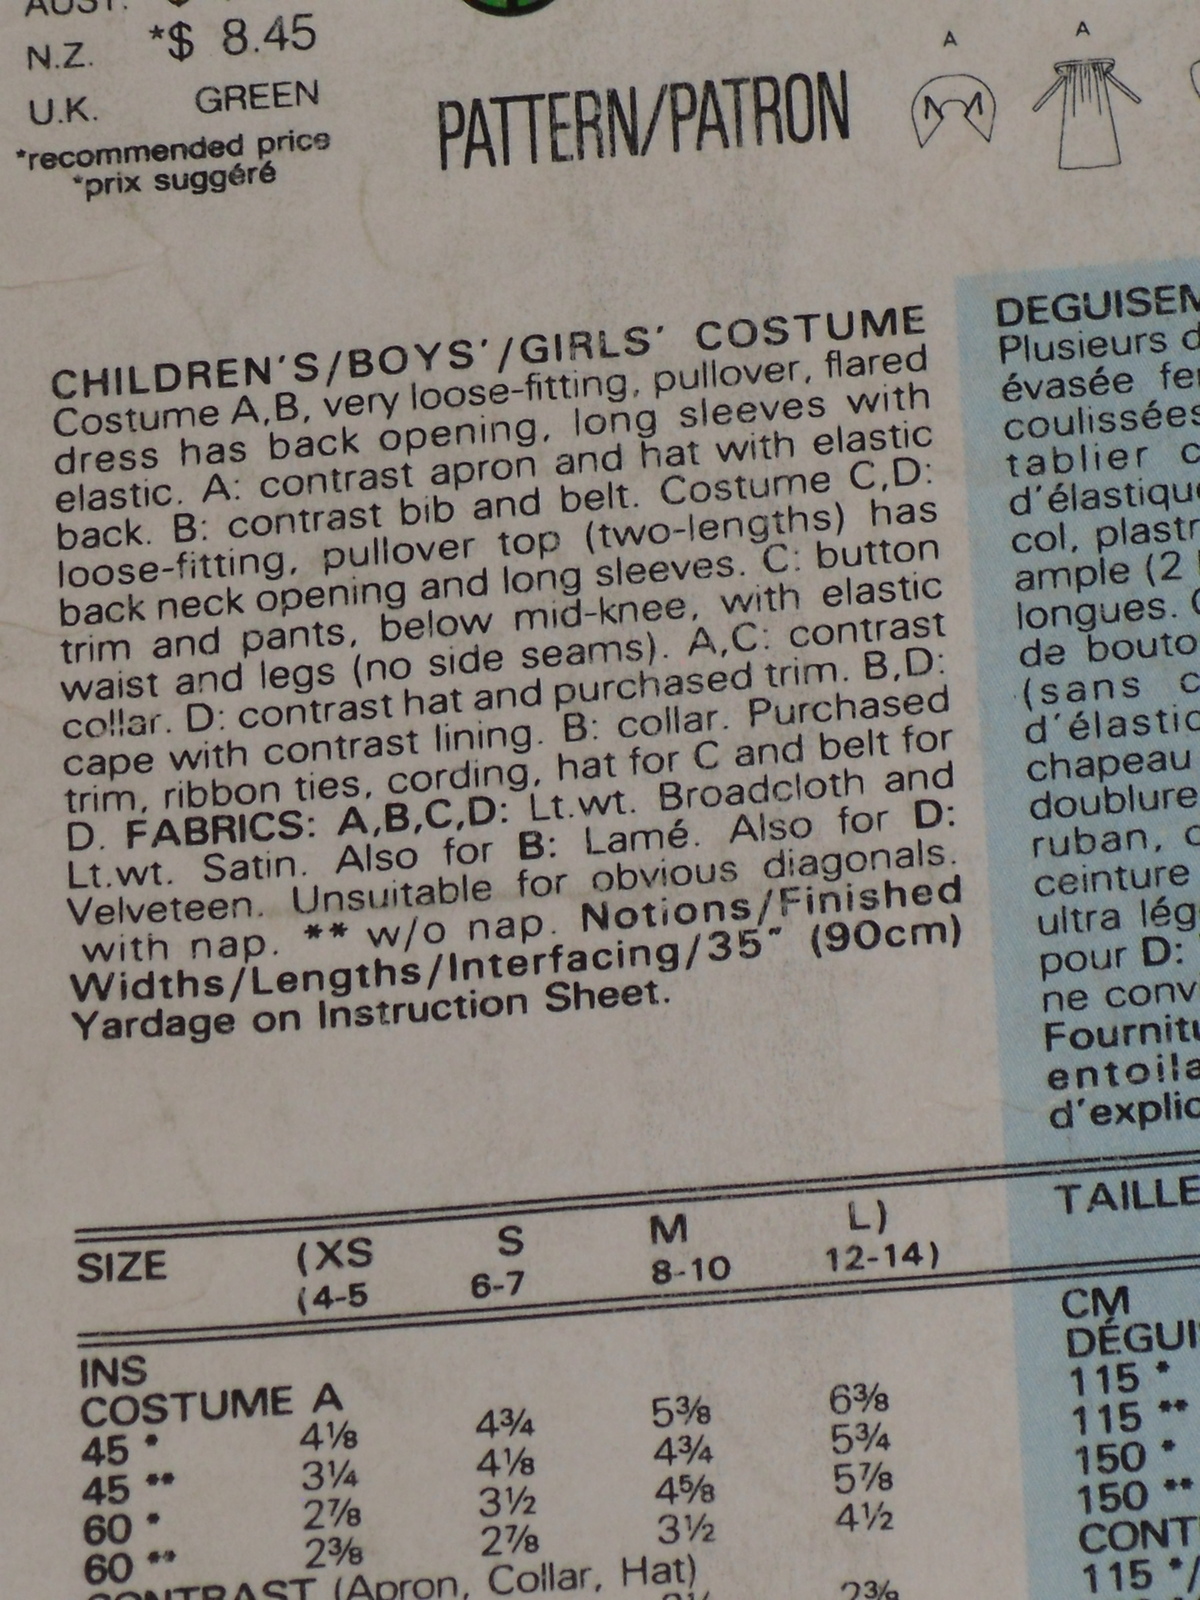 AUST. $
N.Z. *$ 8.45
U.K. GREEN
*recommended price
*prix suggéré
PATTERN/PATRON
A A
CHILDREN'S/BOYS'/GIRLS' COSTUME
Costume A,B, very loose-fitting, pullover, flared
dress has back opening, long sleeves with
elastic. A: contrast apron and hat with elastic
back. B: contrast bib and belt. Costume C,D:
loose-fitting, pullover top (two-lengths) has
back neck opening and long sleeves. C: button
trim and pants, below mid-knee, with elastic
waist and legs (no side seams). A,C: contrast
collar. D: contrast hat and purchased trim. B,D:
cape with contrast lining. B: collar. Purchased
trim, ribbon ties, cording, hat for C and belt for
D. FABRICS: A,B,C,D: Lt.wt. Broadcloth and
Lt.wt. Satin. Also for B: Lamé. Also for D:
Velveteen. Unsuitable for obvious diagonals.
with nap. ** w/o nap. Notions/Finished
Widths/Lengths/Interfacing/35" (90cm)
Yardage on Instruction Sheet.
SIZE (XS S M L)
(4-5 6-7 8-10 12-14)
INS
COSTUME A
45 * 4⅛ 4¾ 5⅜ 6⅜
45 ** 3¼ 4⅛ 4¾ 5¾
60 * 2⅞ 3½ 4⅝ 5⅞
60 ** 2⅜ 2⅞ 3½ 4½
CONTRAST (Apron, Collar, Hat)
2⅜
DEGUISEM
Plusieurs d
évasée fe
coulissées
tablier c
d'élastique
col, plastr
ample (2
longues.
de bouto
(sans c
d'élastic
chapeau
doublure
ruban, c
ceinture
ultra lég
pour D:
ne conv
Fournitu
entoila
d'explic
TAILLE
CM
DÉGUI
115 *
115 **
150 *
150 **
CONT
115 */